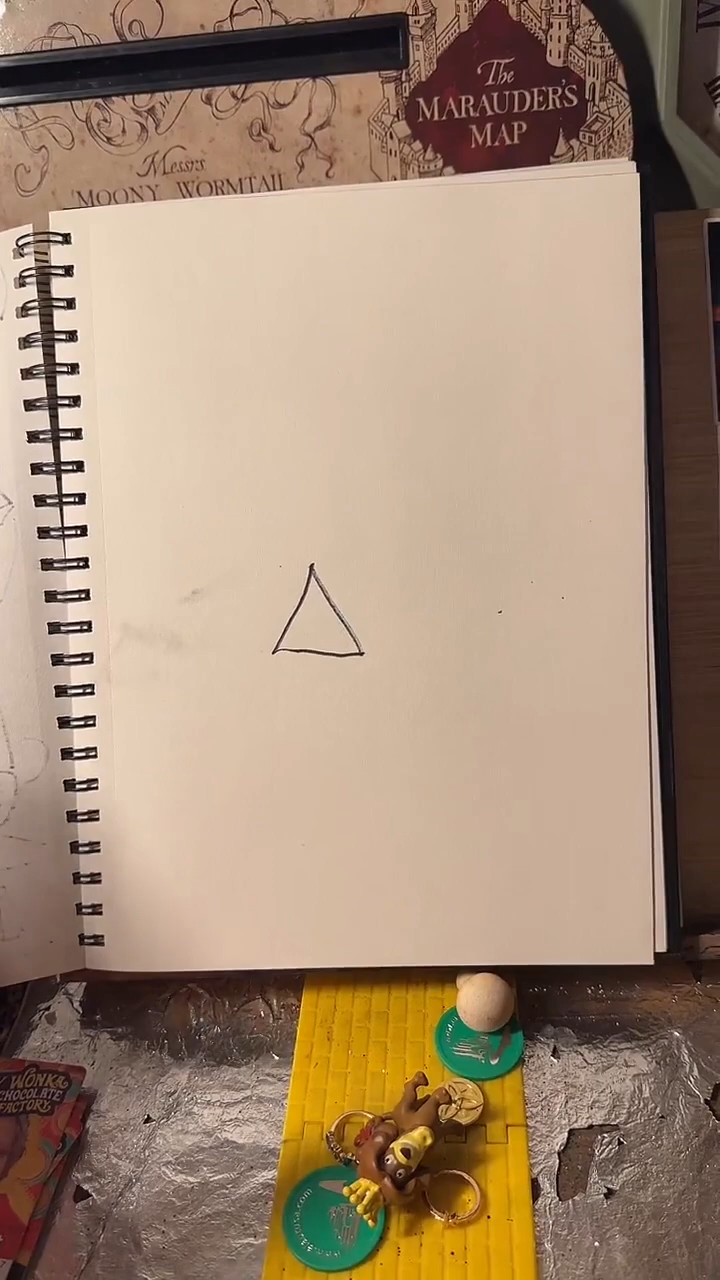 The
MARAUDER'S
MAP
Messrs
MOONY WORMTAIL
WONKA
CHOCOLATE
FACTORY